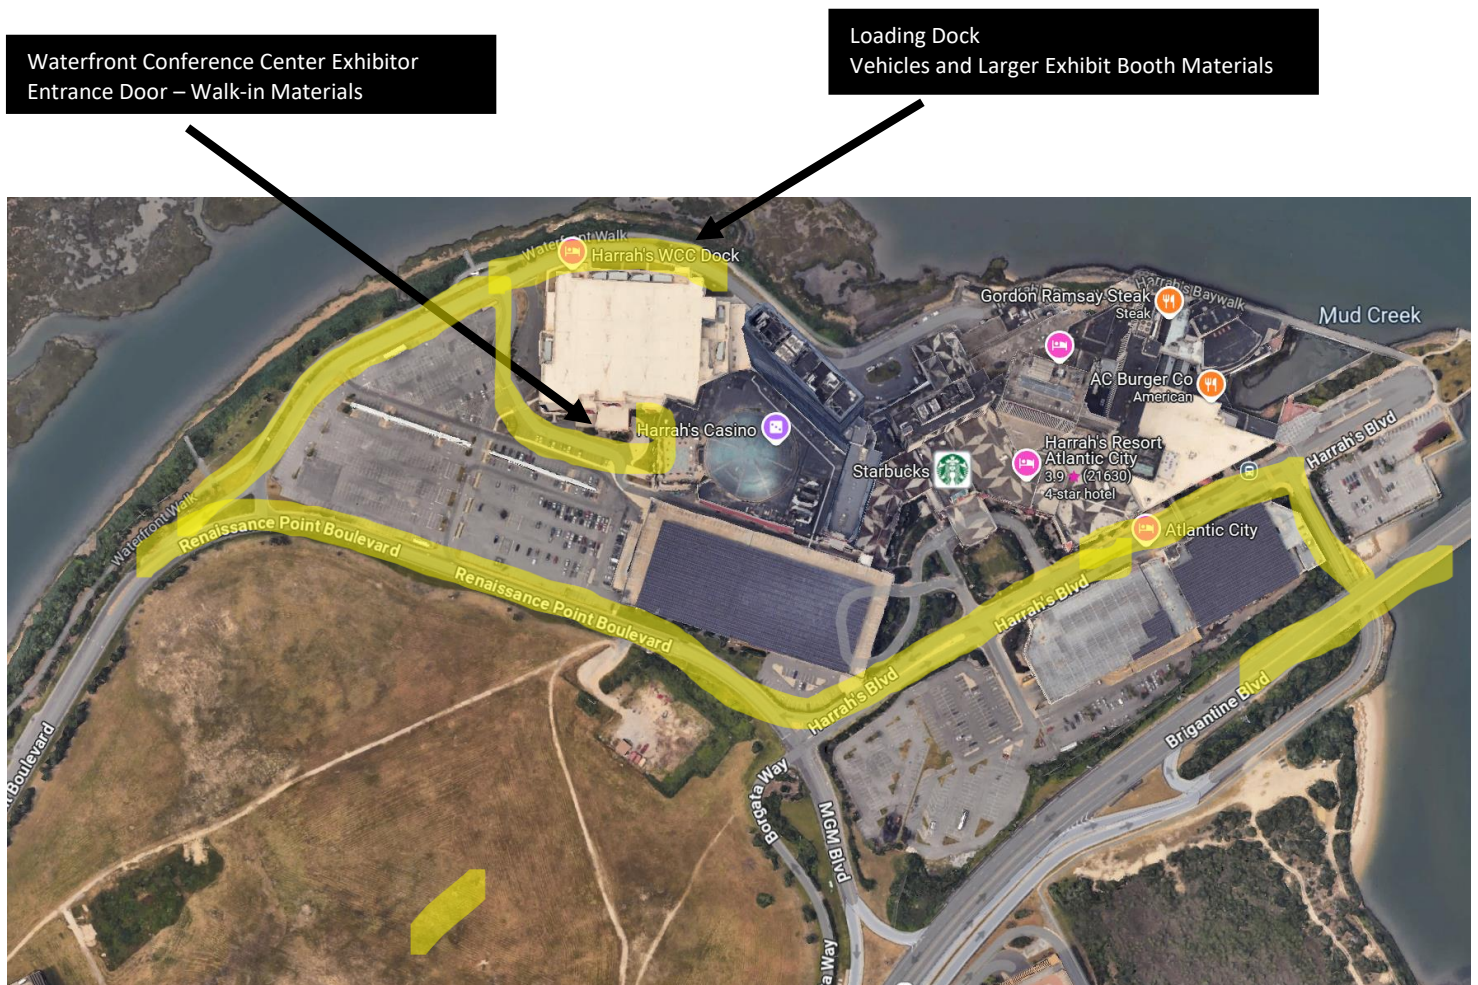 Loading Dock
Vehicles and Larger Exhibit Booth Materials
Waterfront Conference Center Exhibitor
Entrance Door – Walk-in Materials
Waterfront Walk
Harrah's WCC Dock
Harrah's Baywalk
Gordon Ramsay Steak
Steak
Mud Creek
AC Burger Co
American
Harrah's Casino
Harrah's Blvd
Harrah's Resort
Atlantic City
3.9 ★ (21630)
4-star hotel
Starbucks
Waterfront Walk
Renaissance Point Boulevard
Atlantic City
Renaissance Point Boulevard
Harrah's Blvd
Harrah's Blvd
Brigantine Blvd
Boulevard
Borgata Way
MGM Blvd
Way